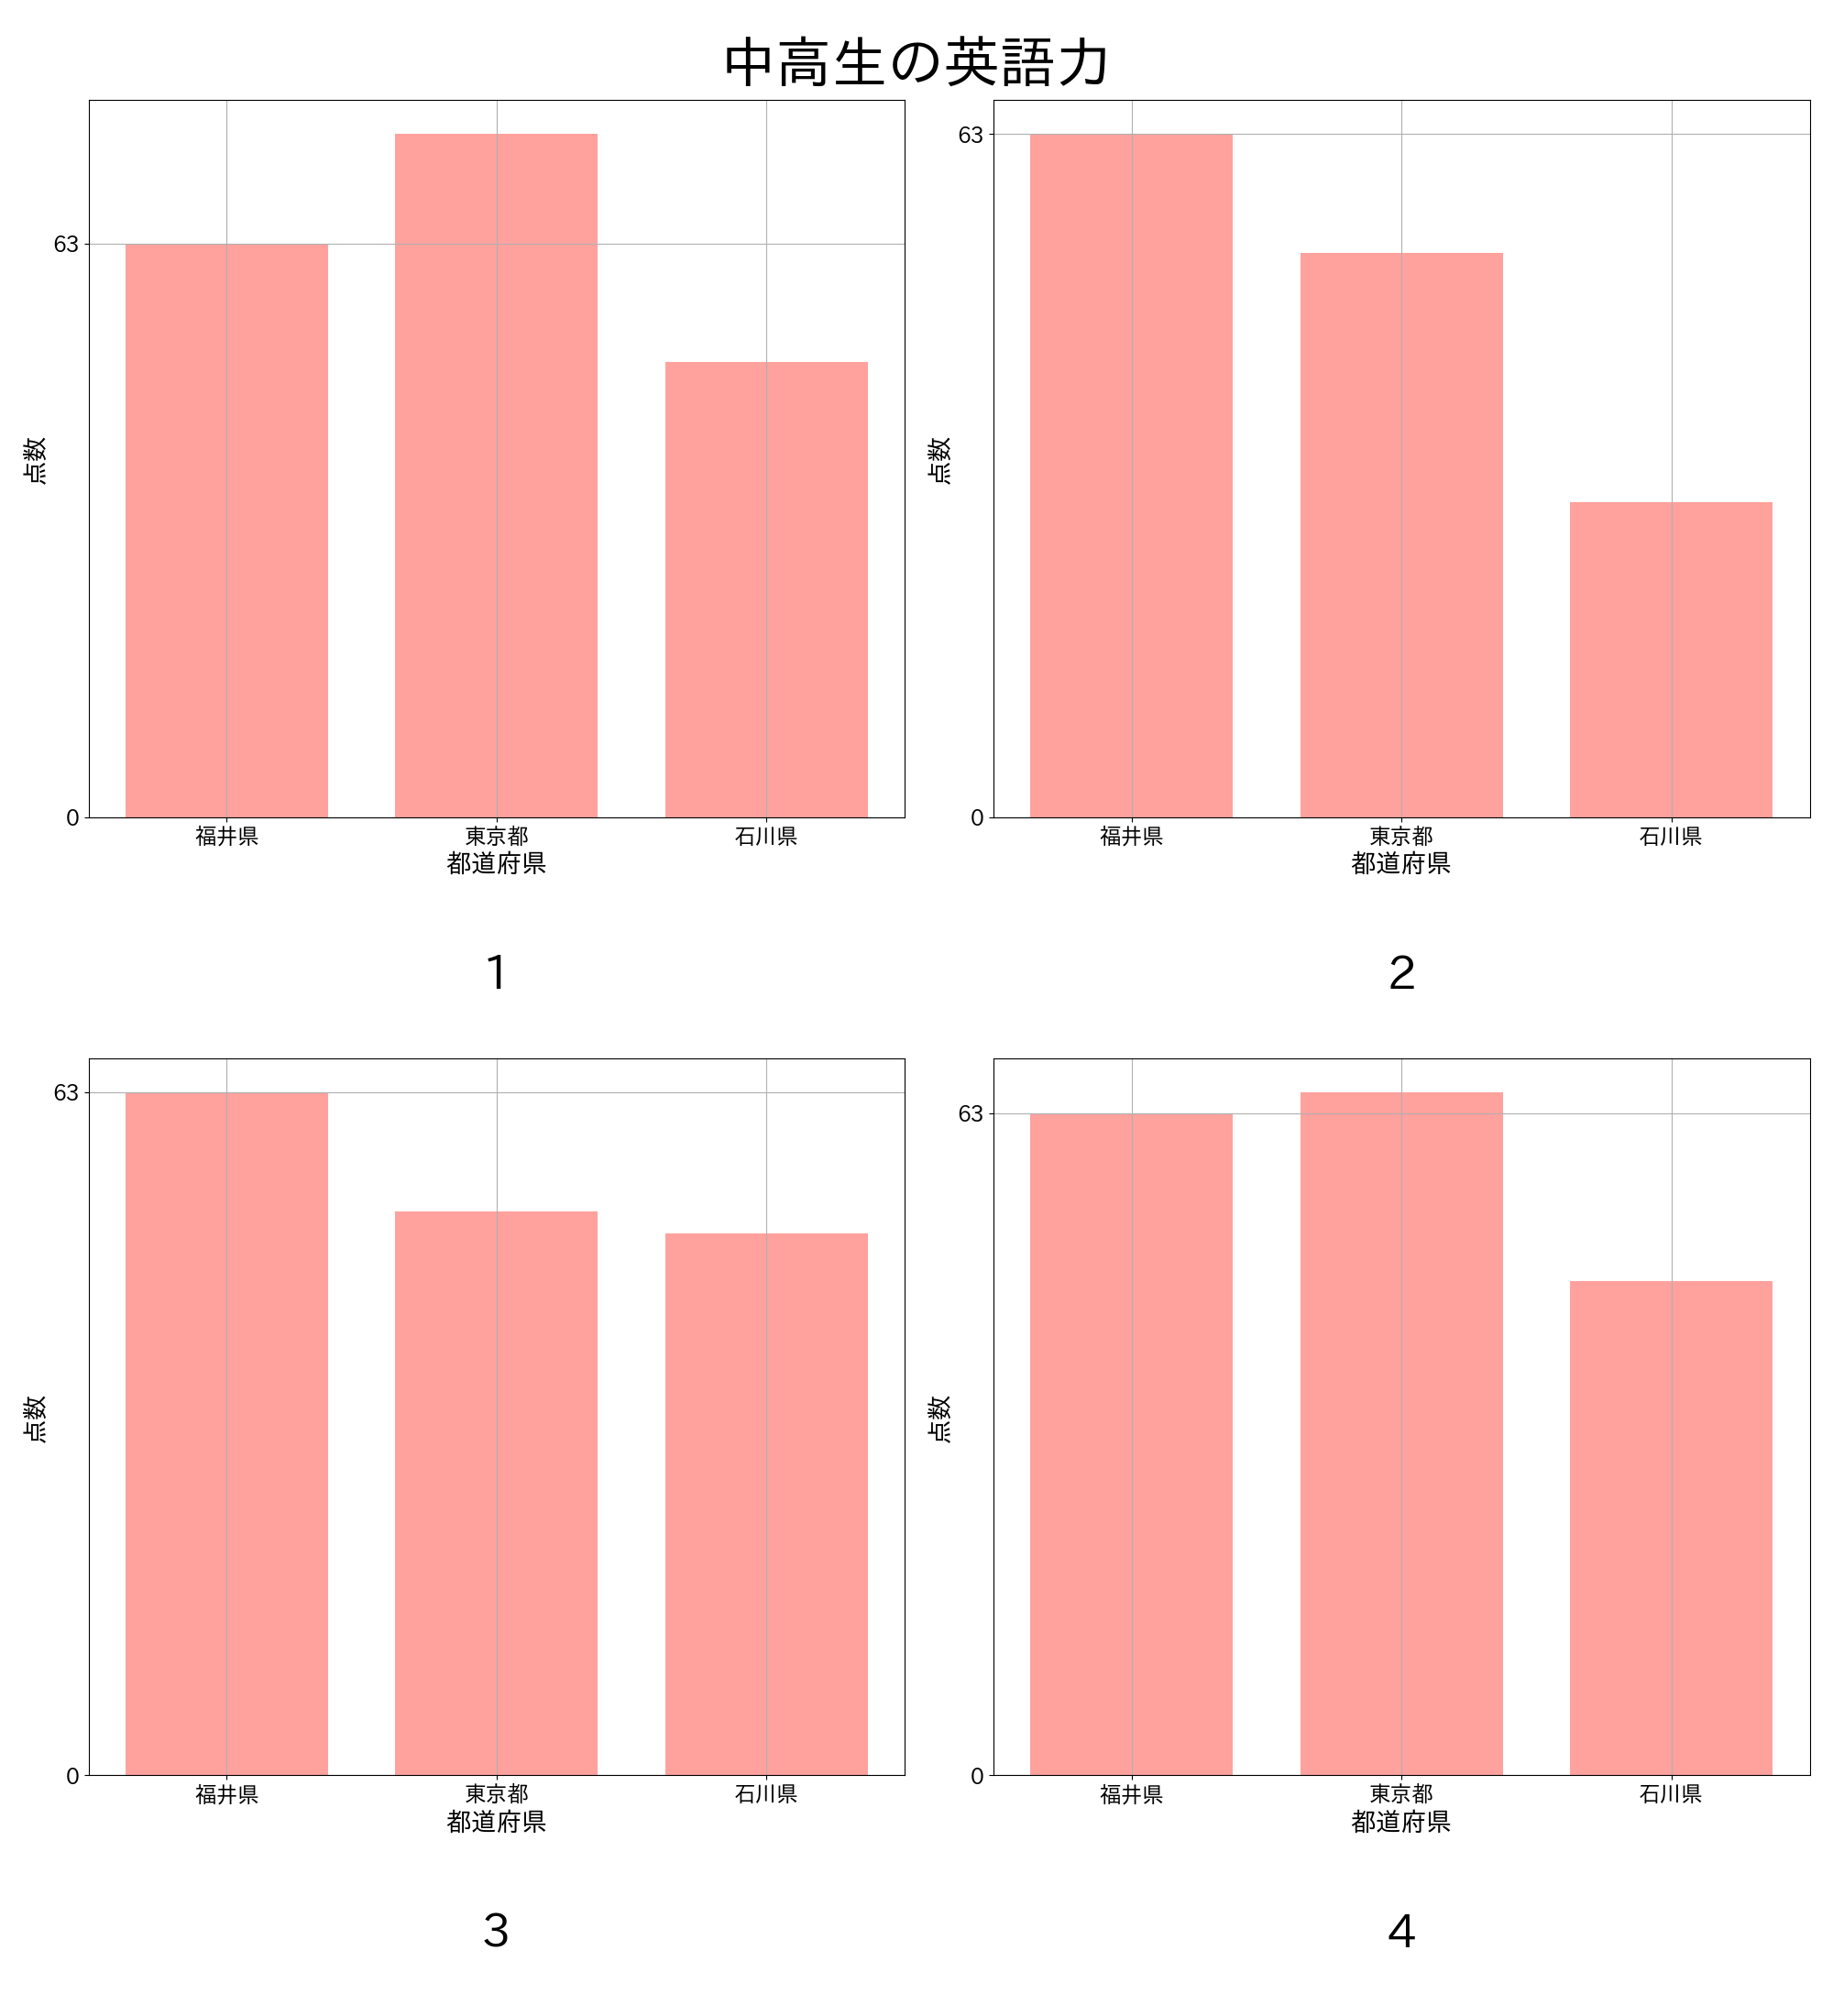 中高生の英語力
63
0
点数
福井県 東京都 石川県
都道府県
1
63
0
点数
福井県 東京都 石川県
都道府県
2
63
0
点数
福井県 東京都 石川県
都道府県
3
63
0
点数
福井県 東京都 石川県
都道府県
4